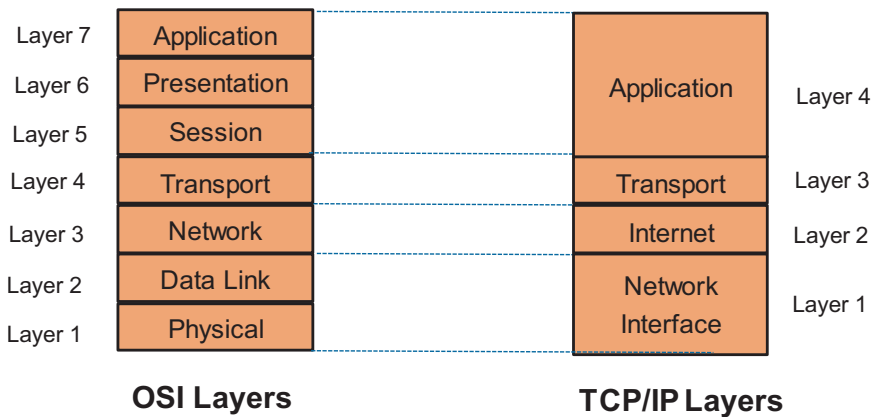 Layer 7
Application
Layer 6
Presentation
Layer 5
Session
Layer 4
Transport
Layer 3
Network
Layer 2
Data Link
Layer 1
Physical
OSI Layers
Application
Layer 4
Transport
Layer 3
Internet
Layer 2
Network
Interface
Layer 1
TCP/IP Layers